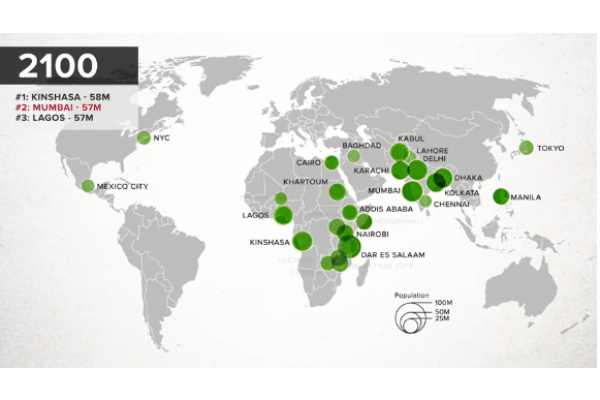 2100
#1: KINSHASA - 58M
#2: MUMBAI - 57M
#3: LAGOS - 57M
NYC
MEXICO CITY
BAGHDAD
KABUL
TOKYO
CAIRO
LAHORE
DELHI
KARACHI
KHARTOUM
DHAKA
MUMBAI
KOLKATA
MANILA
CHENNAI
ADDIS ABABA
LAGOS
NAIROBI
KINSHASA
DAR ES SALAAM
Population
100M
50M
25M